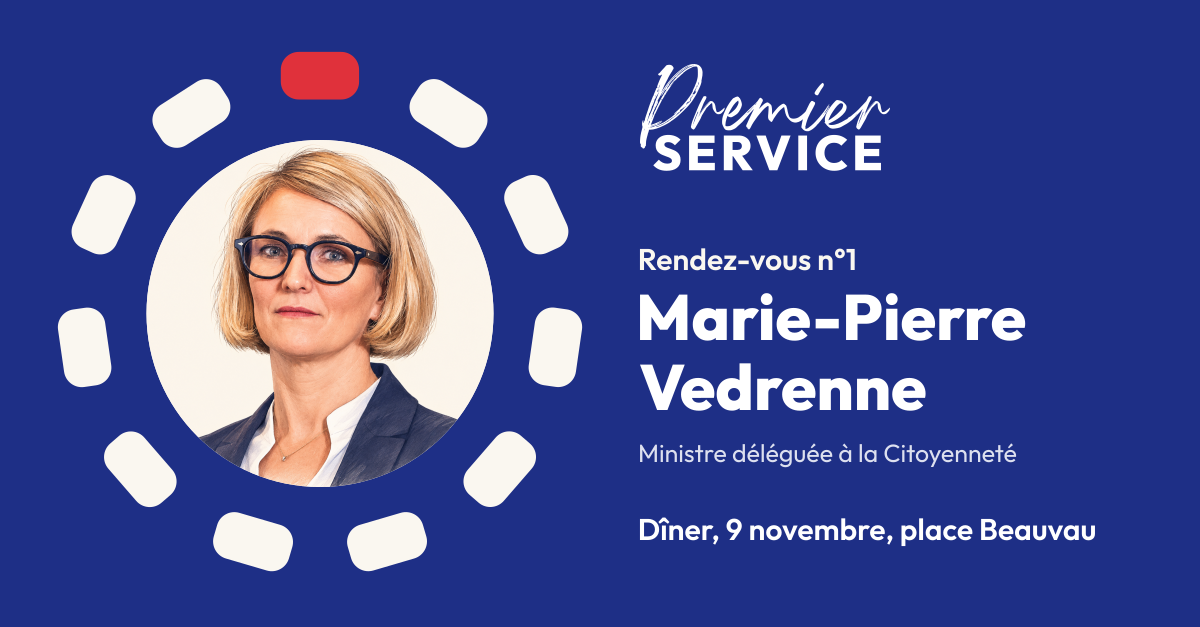 Premier
SERVICE
Rendez-vous n°1
Marie-Pierre
Vedrenne
Ministre déléguée à la Citoyenneté
Dîner, 9 novembre, place Beauvau